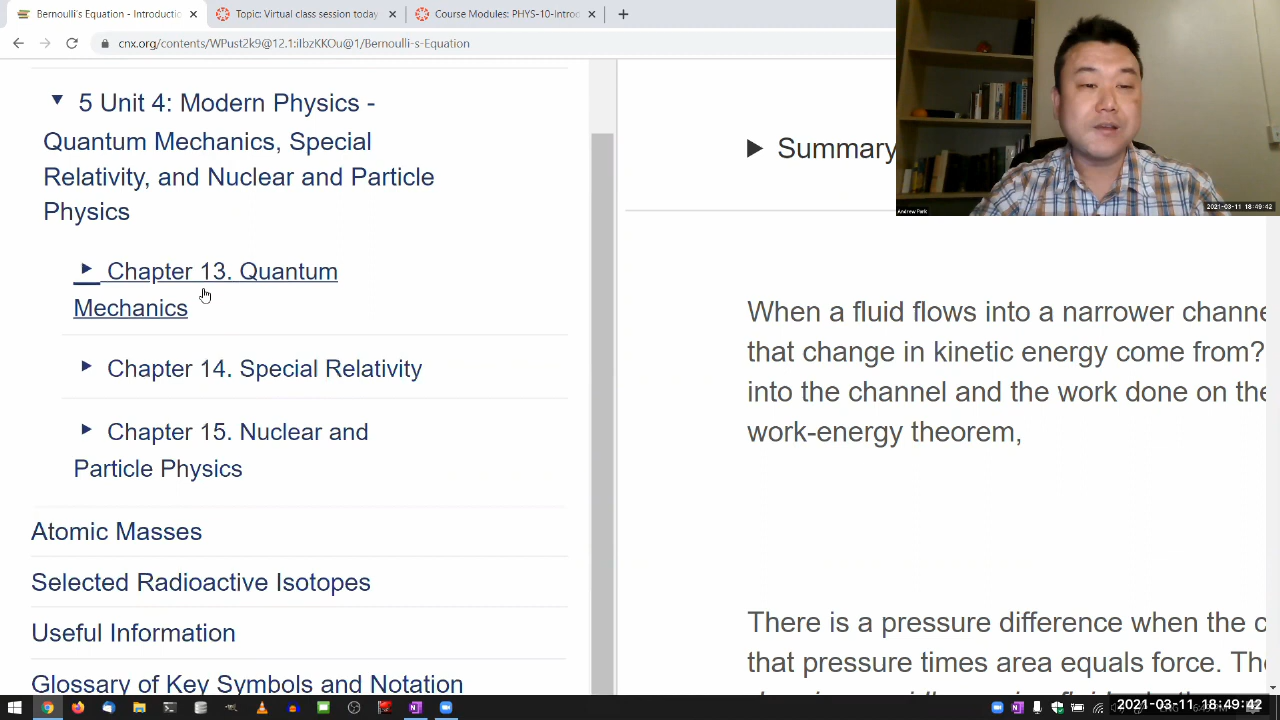 Bernoulli's Equation - Introductio
Topic: Virtual class session today
Course Modules: PHYS-10-Introd
cnx.org/contents/WPust2k9@12.1:iIbzKKOu@1/Bernoulli-s-Equation
5 Unit 4: Modern Physics -
Quantum Mechanics, Special
Relativity, and Nuclear and Particle
Physics
Chapter 13. Quantum
Mechanics
Chapter 14. Special Relativity
Chapter 15. Nuclear and
Particle Physics
Atomic Masses
Selected Radioactive Isotopes
Useful Information
Glossary of Key Symbols and Notation
Summary
When a fluid flows into a narrower channe
that change in kinetic energy come from?
into the channel and the work done on the
work-energy theorem,
There is a pressure difference when the c
that pressure times area equals force. The
Andrew Park
2021-03-11 18:49:42
2021-03-11 18:49:42